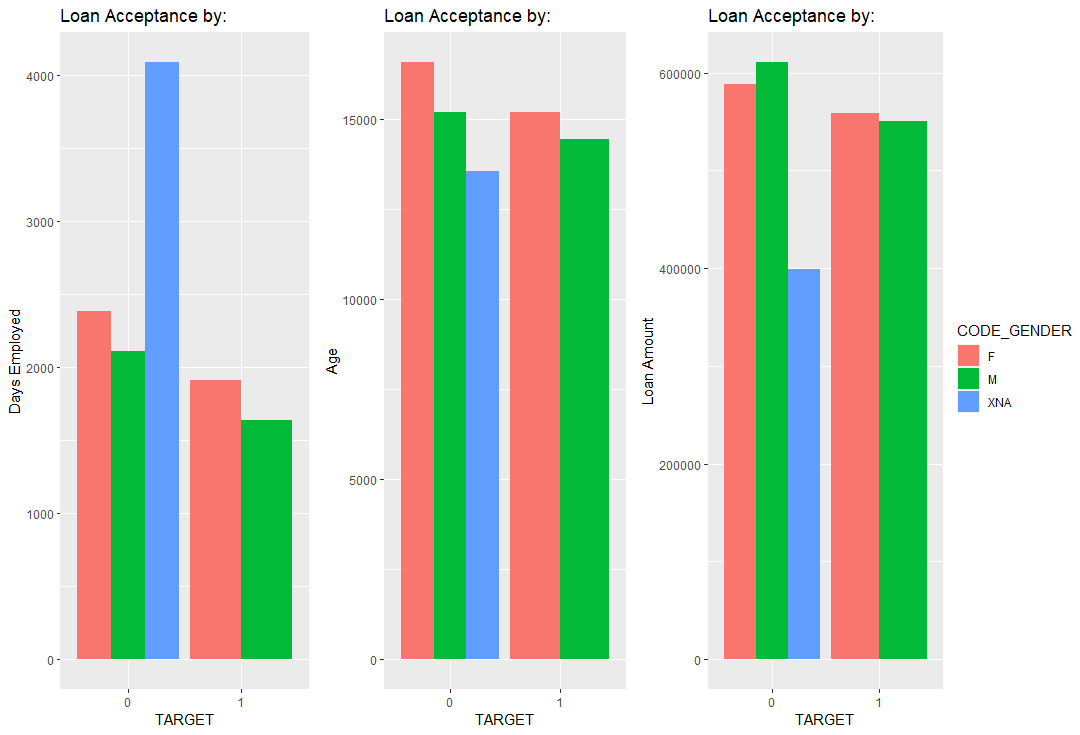 Loan Acceptance by:
Days Employed
4000
3000
2000
1000
0
0 1
TARGET
Loan Acceptance by:
Age
15000
10000
5000
0
0 1
TARGET
Loan Acceptance by:
Loan Amount
600000
400000
200000
0
0 1
TARGET
CODE_GENDER
F
M
XNA